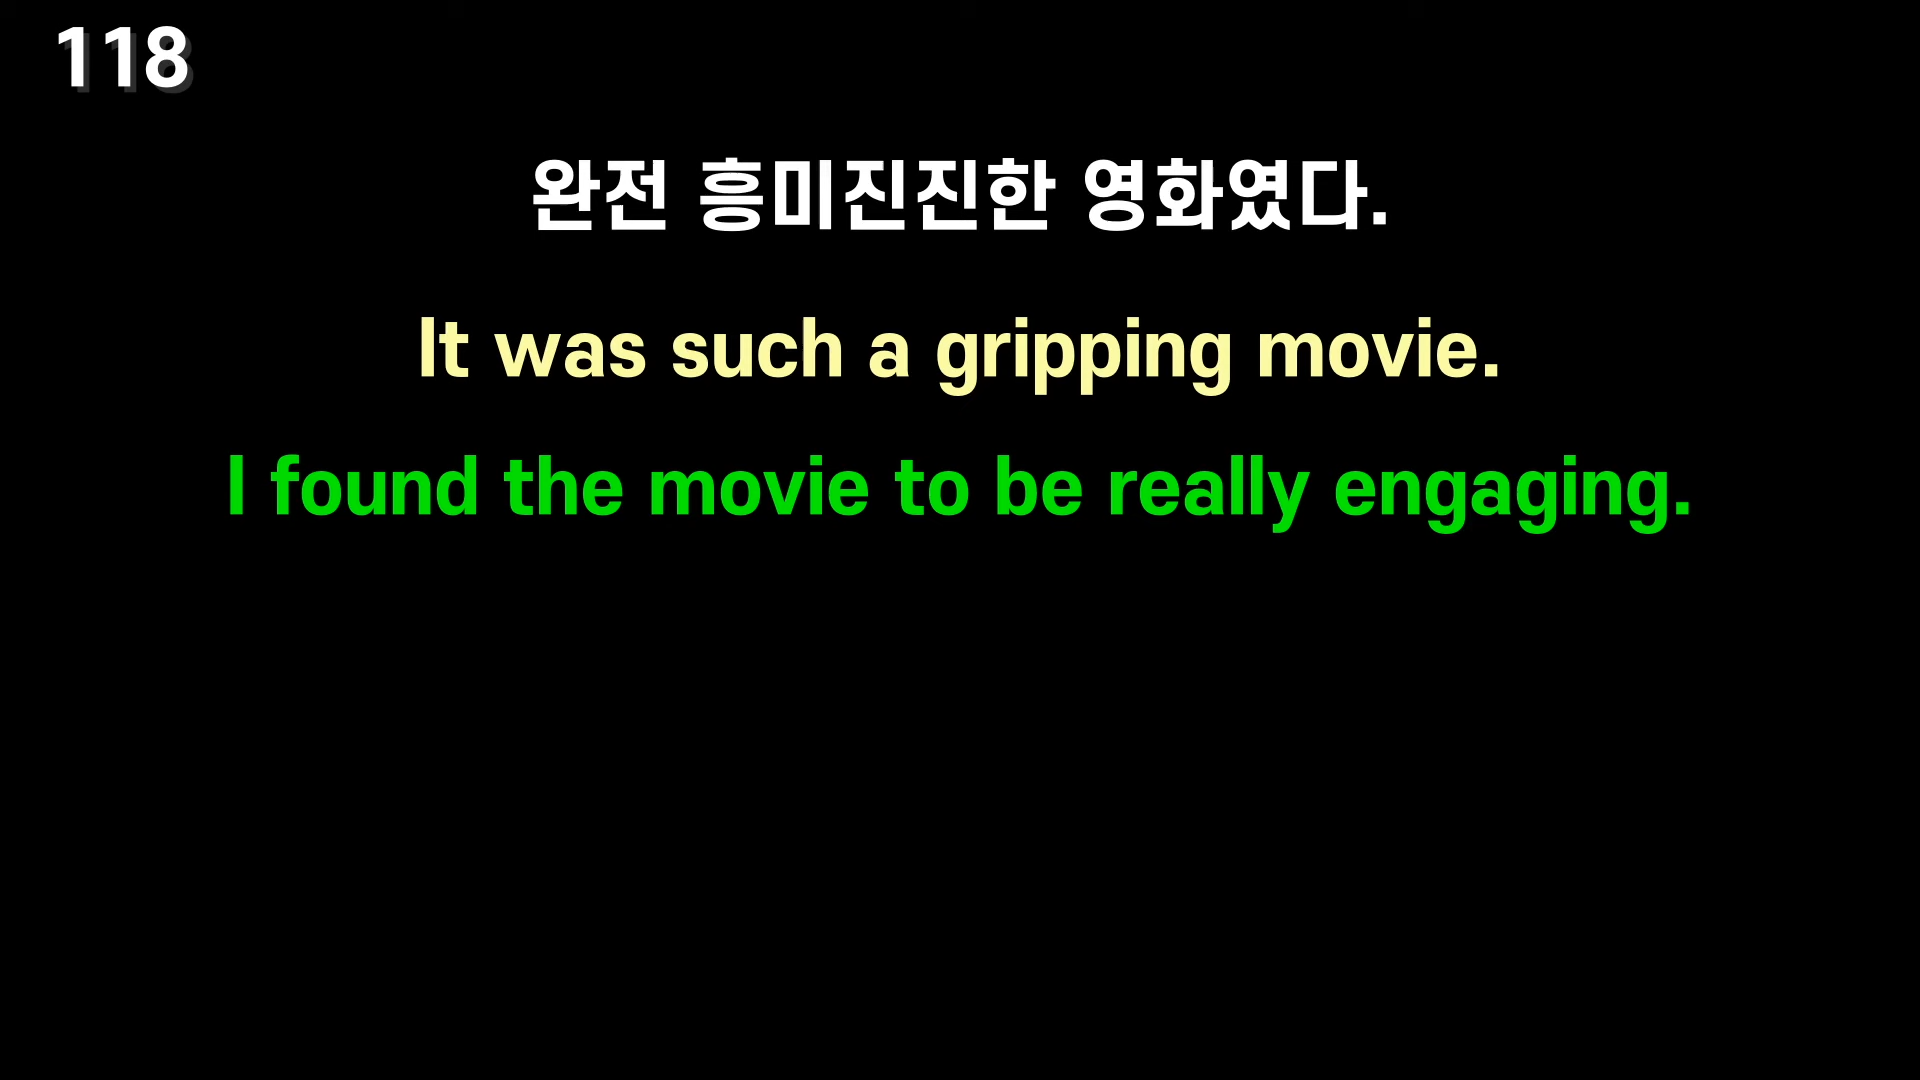 118
완전 흥미진진한 영화였다.
It was such a gripping movie.
I found the movie to be really engaging.